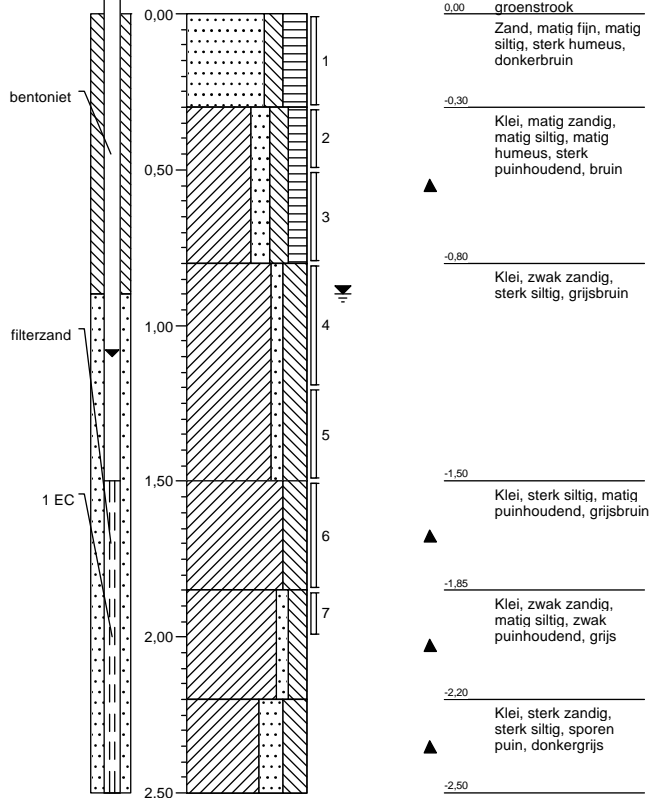 bentoniet
filterzand
1 EC
0,00
0,50
1,00
1,50
2,00
2.50
1
2
3
4
5
6
7
0,00
groenstrook
Zand, matig fijn, matig
siltig, sterk humeus,
donkerbruin
-0,30
Klei, matig zandig,
matig siltig, matig
humeus, sterk
puinhoudend, bruin
-0,80
Klei, zwak zandig,
sterk siltig, grijsbruin
-1,50
Klei, sterk siltig, matig
puinhoudend, grijsbruin
-1,85
Klei, zwak zandig,
matig siltig, zwak
puinhoudend, grijs
-2,20
Klei, sterk zandig,
sterk siltig, sporen
puin, donkergrijs
-2,50